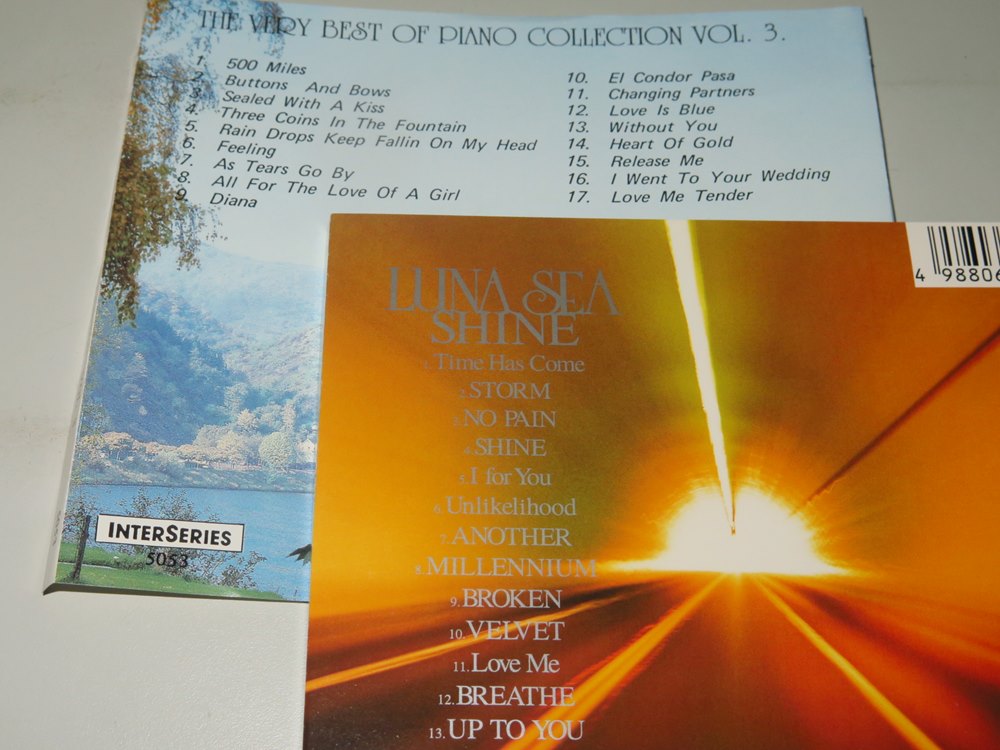 THE VERY BEST OF PIANO COLLECTION VOL. 3.
1. 500 Miles
2. Buttons And Bows
3. Sealed With A Kiss
4. Three Coins In The Fountain
5. Rain Drops Keep Fallin On My Head
6. Feeling
7. As Tears Go By
8. All For The Love Of A Girl
9. Diana
10. El Condor Pasa
11. Changing Partners
12. Love Is Blue
13. Without You
14. Heart Of Gold
15. Release Me
16. I Went To Your Wedding
17. Love Me Tender
INTERSERIES
5053
LUNA SEA
SHINE
1. Time Has Come
2. STORM
3. NO PAIN
4. SHINE
5. I for You
6. Unlikelihood
7. ANOTHER
8. MILLENNIUM
9. BROKEN
10. VELVET
11. Love Me
12. BREATHE
13. UP TO YOU
4 98806